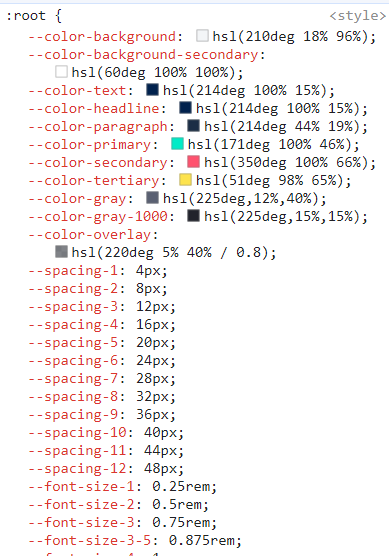 :root { <style>
--color-background: hsl(210deg 18% 96%);
--color-background-secondary:
hsl(60deg 100% 100%);
--color-text: hsl(214deg 100% 15%);
--color-headline: hsl(214deg 100% 15%);
--color-paragraph: hsl(214deg 44% 19%);
--color-primary: hsl(171deg 100% 46%);
--color-secondary: hsl(350deg 100% 66%);
--color-tertiary: hsl(51deg 98% 65%);
--color-gray: hsl(225deg,12%,40%);
--color-gray-1000: hsl(225deg,15%,15%);
--color-overlay:
hsl(220deg 5% 40% / 0.8);
--spacing-1: 4px;
--spacing-2: 8px;
--spacing-3: 12px;
--spacing-4: 16px;
--spacing-5: 20px;
--spacing-6: 24px;
--spacing-7: 28px;
--spacing-8: 32px;
--spacing-9: 36px;
--spacing-10: 40px;
--spacing-11: 44px;
--spacing-12: 48px;
--font-size-1: 0.25rem;
--font-size-2: 0.5rem;
--font-size-3: 0.75rem;
--font-size-3-5: 0.875rem;